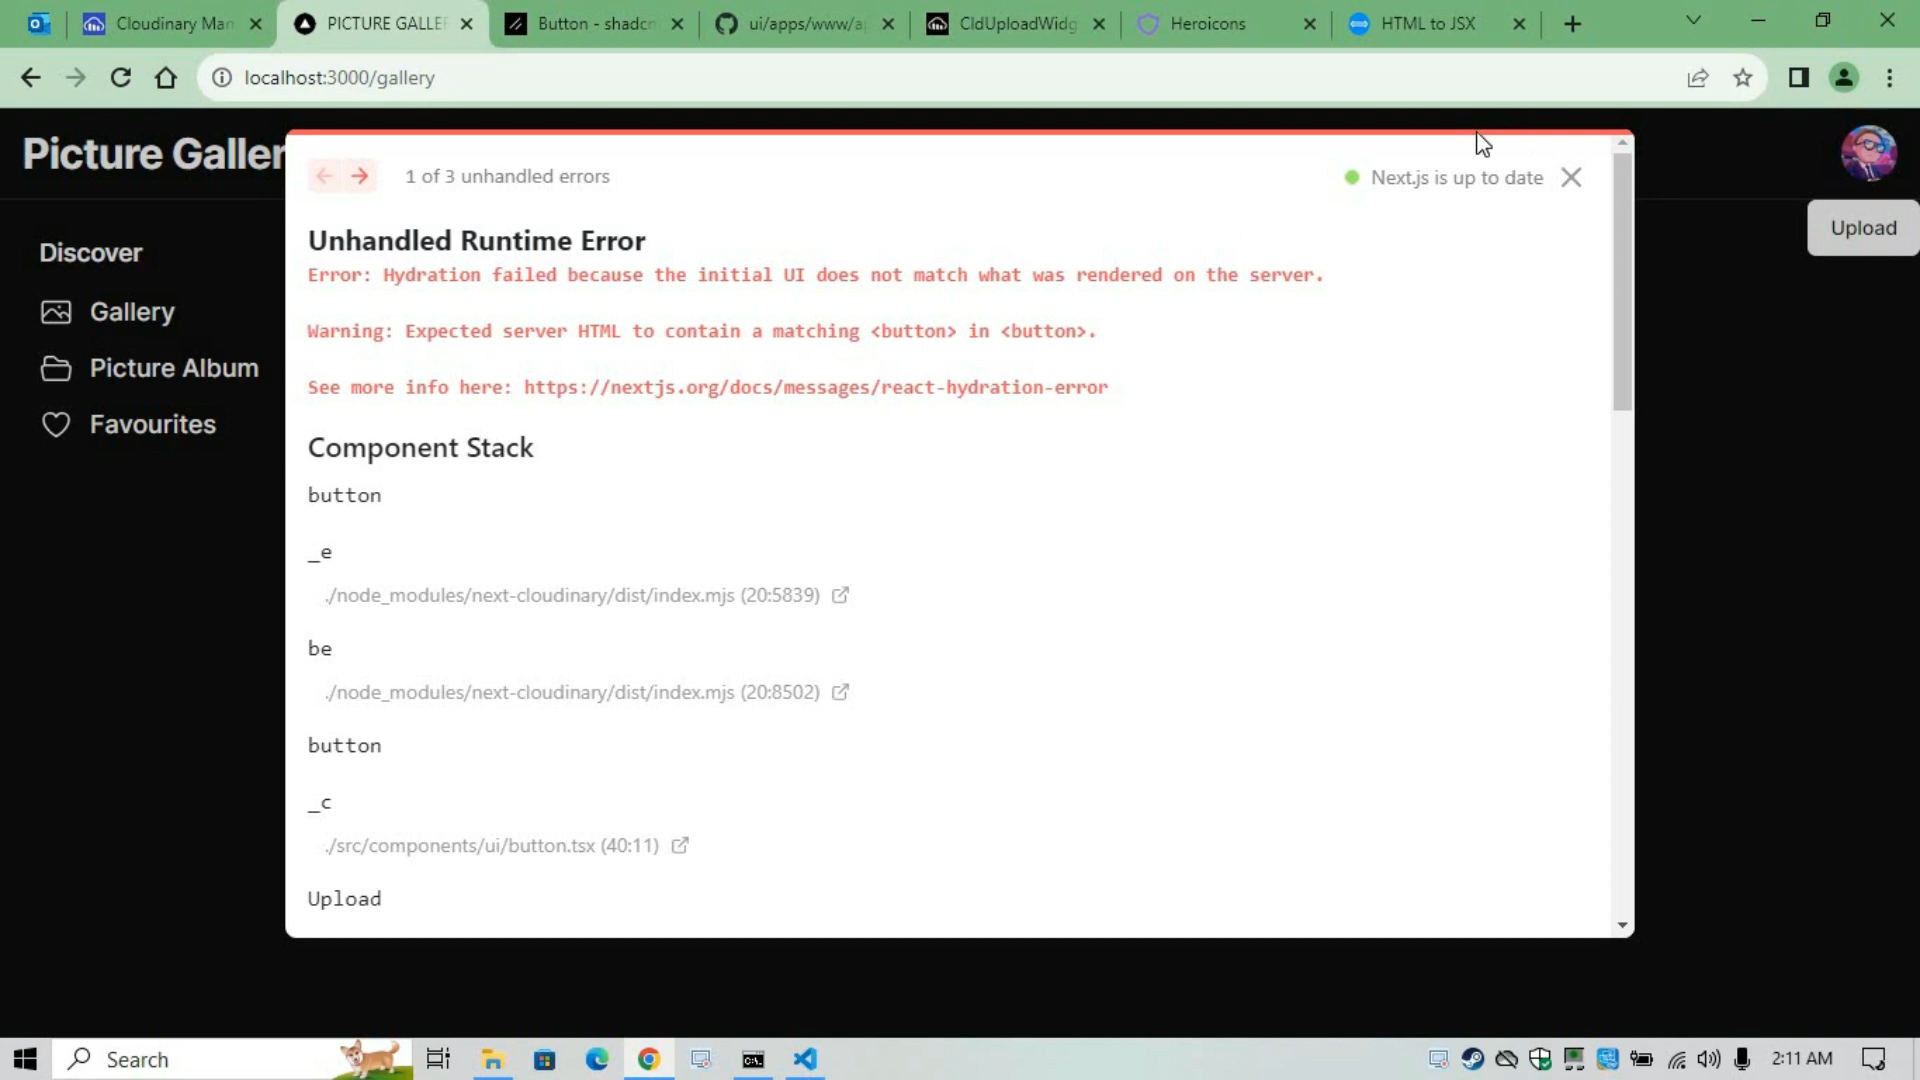 Cloudinary Man
PICTURE GALLER
Button - shadcn
ui/apps/www/a
CldUploadWidg
Heroicons
HTML to JSX
localhost:3000/gallery
Picture Galler
1 of 3 unhandled errors
Next.js is up to date
Upload
Discover
Gallery
Picture Album
Favourites
Unhandled Runtime Error
Error: Hydration failed because the initial UI does not match what was rendered on the server.
Warning: Expected server HTML to contain a matching <button> in <button>.
See more info here: https://nextjs.org/docs/messages/react-hydration-error
Component Stack
button
_e
./node_modules/next-cloudinary/dist/index.mjs (20:5839)
be
./node_modules/next-cloudinary/dist/index.mjs (20:8502)
button
_c
./src/components/ui/button.tsx (40:11)
Upload
Search
2:11 AM